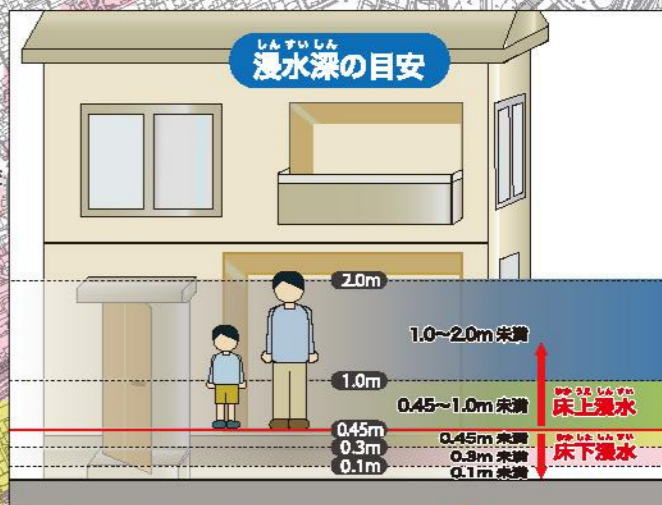 しんすいしん
浸水深の目安
2.0m
1.0～2.0m 未満
1.0m
0.45～1.0m 未満
ゆかうえしんすい
床上浸水
0.45m
0.45m 未満
ゆかしたしんすい
床下浸水
0.3m
0.3m 未満
0.1m
0.1m 未満